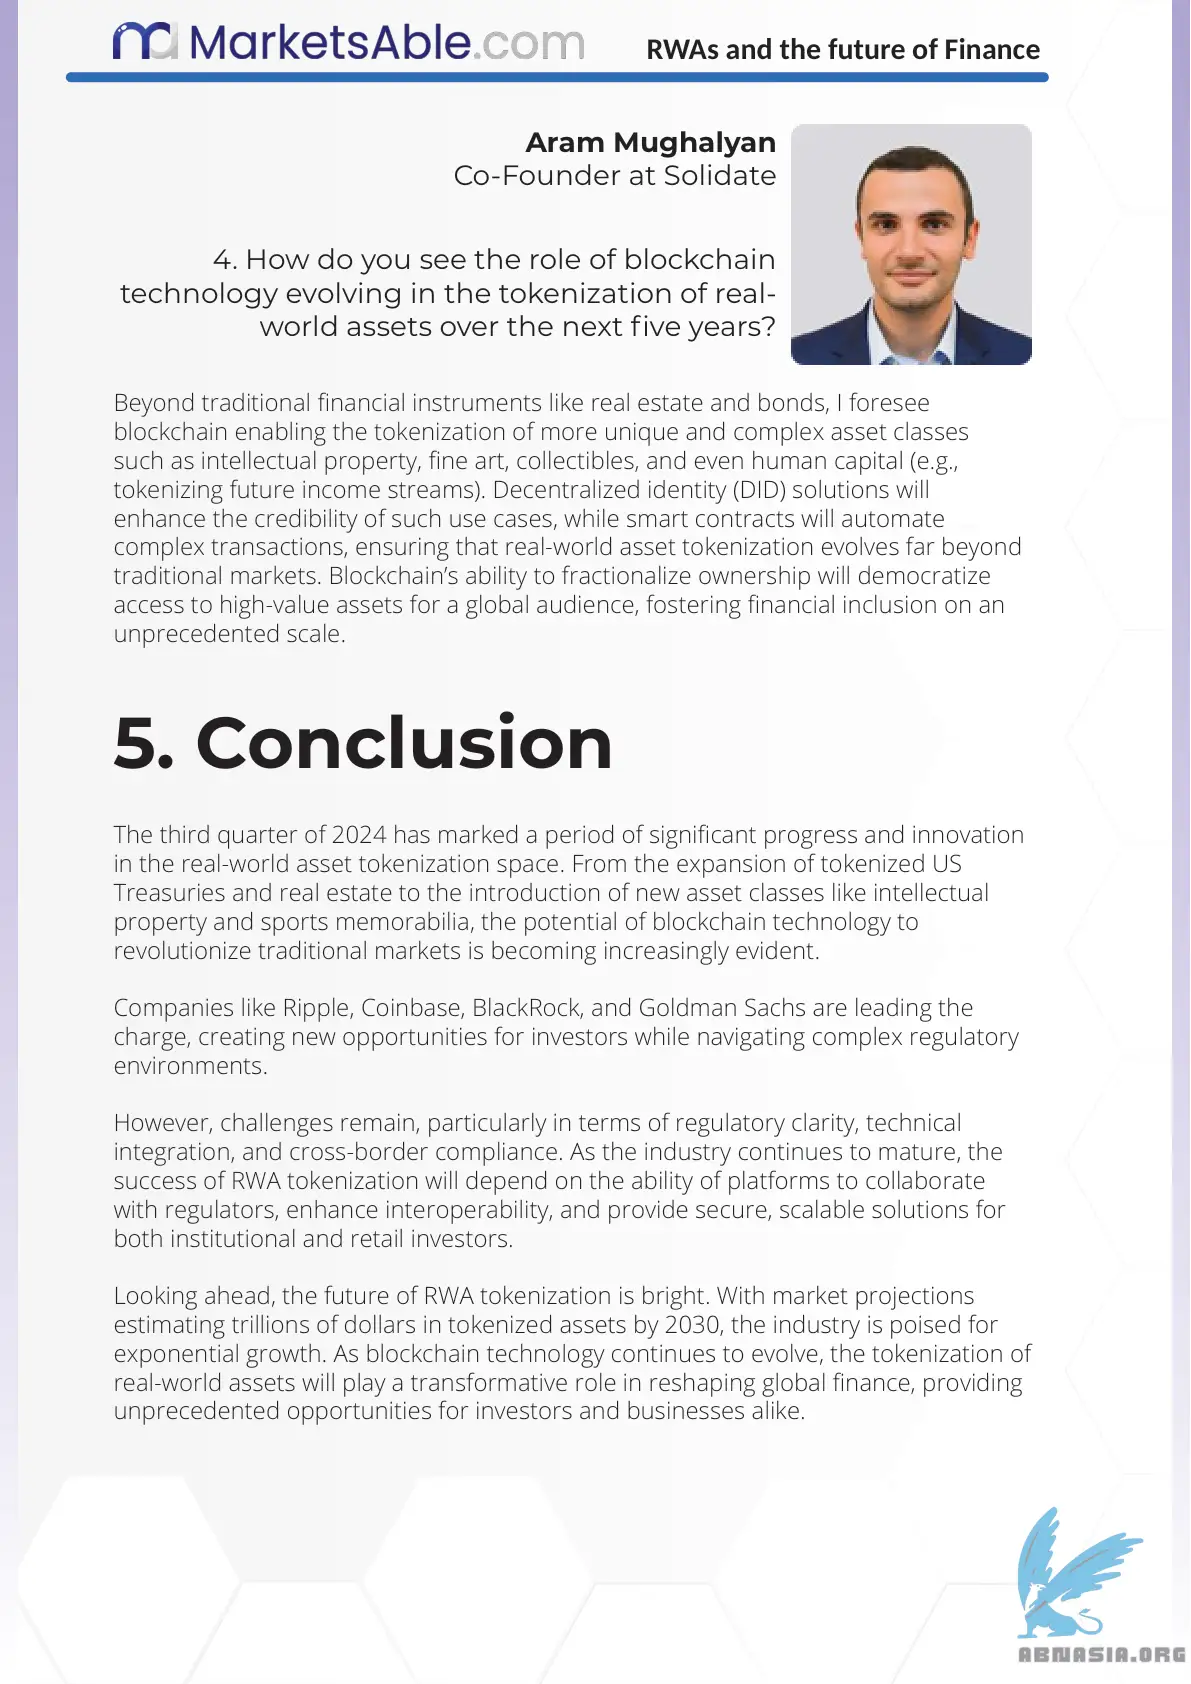 MarketsAble.com
RWAs and the future of Finance
Aram Mughalyan
Co-Founder at Solidate
4. How do you see the role of blockchain
technology evolving in the tokenization of real-
world assets over the next five years?
Beyond traditional financial instruments like real estate and bonds, I foresee
blockchain enabling the tokenization of more unique and complex asset classes
such as intellectual property, fine art, collectibles, and even human capital (e.g.,
tokenizing future income streams). Decentralized identity (DID) solutions will
enhance the credibility of such use cases, while smart contracts will automate
complex transactions, ensuring that real-world asset tokenization evolves far beyond
traditional markets. Blockchain’s ability to fractionalize ownership will democratize
access to high-value assets for a global audience, fostering financial inclusion on an
unprecedented scale.
5. Conclusion
The third quarter of 2024 has marked a period of significant progress and innovation
in the real-world asset tokenization space. From the expansion of tokenized US
Treasuries and real estate to the introduction of new asset classes like intellectual
property and sports memorabilia, the potential of blockchain technology to
revolutionize traditional markets is becoming increasingly evident.
Companies like Ripple, Coinbase, BlackRock, and Goldman Sachs are leading the
charge, creating new opportunities for investors while navigating complex regulatory
environments.
However, challenges remain, particularly in terms of regulatory clarity, technical
integration, and cross-border compliance. As the industry continues to mature, the
success of RWA tokenization will depend on the ability of platforms to collaborate
with regulators, enhance interoperability, and provide secure, scalable solutions for
both institutional and retail investors.
Looking ahead, the future of RWA tokenization is bright. With market projections
estimating trillions of dollars in tokenized assets by 2030, the industry is poised for
exponential growth. As blockchain technology continues to evolve, the tokenization of
real-world assets will play a transformative role in reshaping global finance, providing
unprecedented opportunities for investors and businesses alike.
ABNASIA.ORG